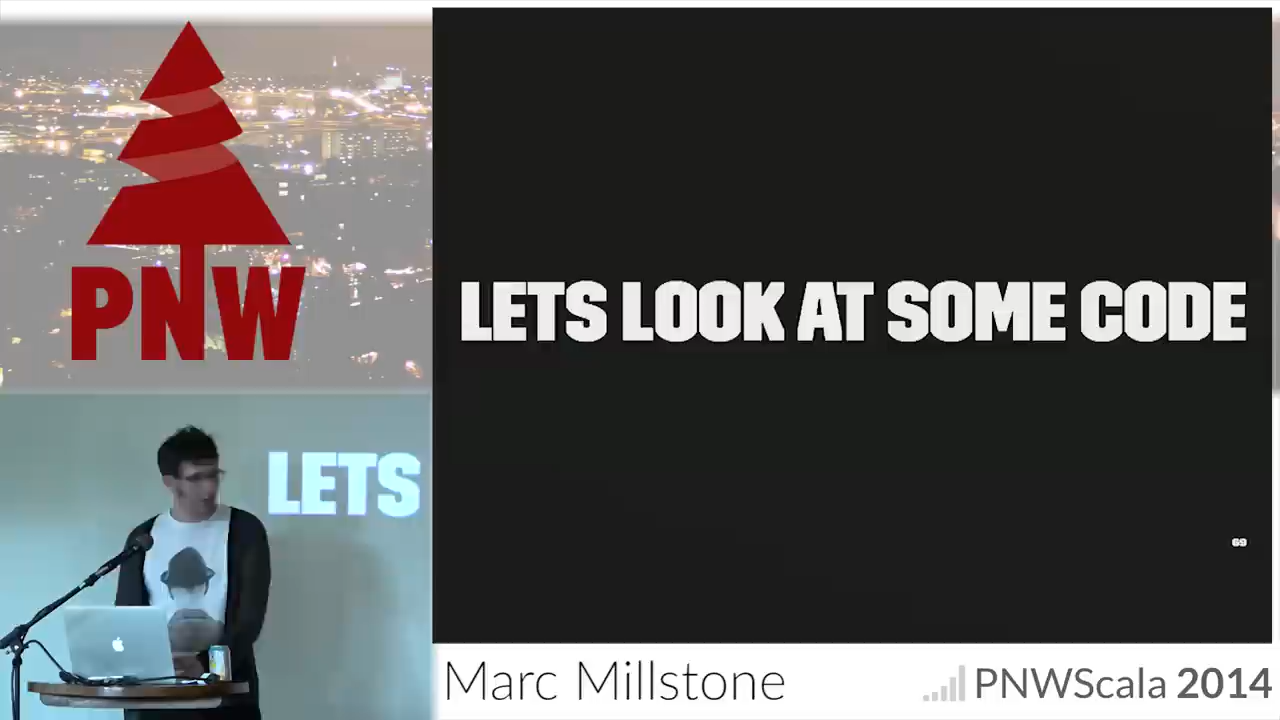 PNW
LETS LOOK AT SOME CODE
LETS
69
Marc Millstone
PNWScala 2014